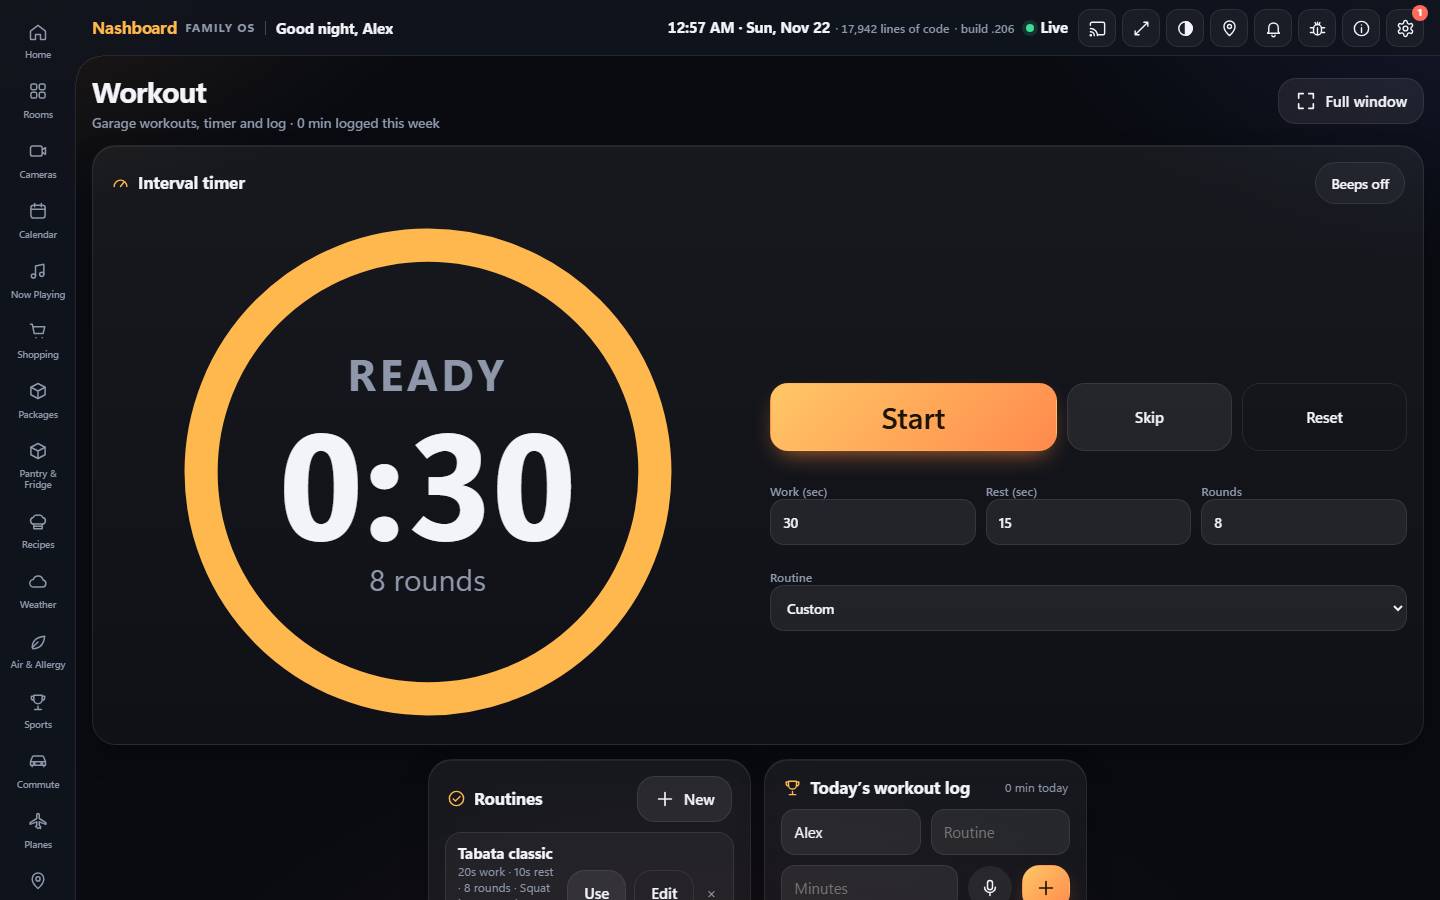 Nashboard FAMILY OS Good night, Alex
12:57 AM · Sun, Nov 22 · 17,942 lines of code · build .206 Live
1
Home
Rooms
Cameras
Calendar
Now Playing
Shopping
Packages
Pantry &
Fridge
Recipes
Weather
Air & Allergy
Sports
Commute
Planes
Workout
Garage workouts, timer and log · 0 min logged this week
Full window
Interval timer
Beeps off
READY
0:30
8 rounds
Start
Skip
Reset
Work (sec)
Rest (sec)
Rounds
30
15
8
Routine
Custom
Routines
New
Tabata classic
20s work · 10s rest
· 8 rounds · Squat
Use
Edit
×
Today's workout log
0 min today
Alex
Routine
Minutes